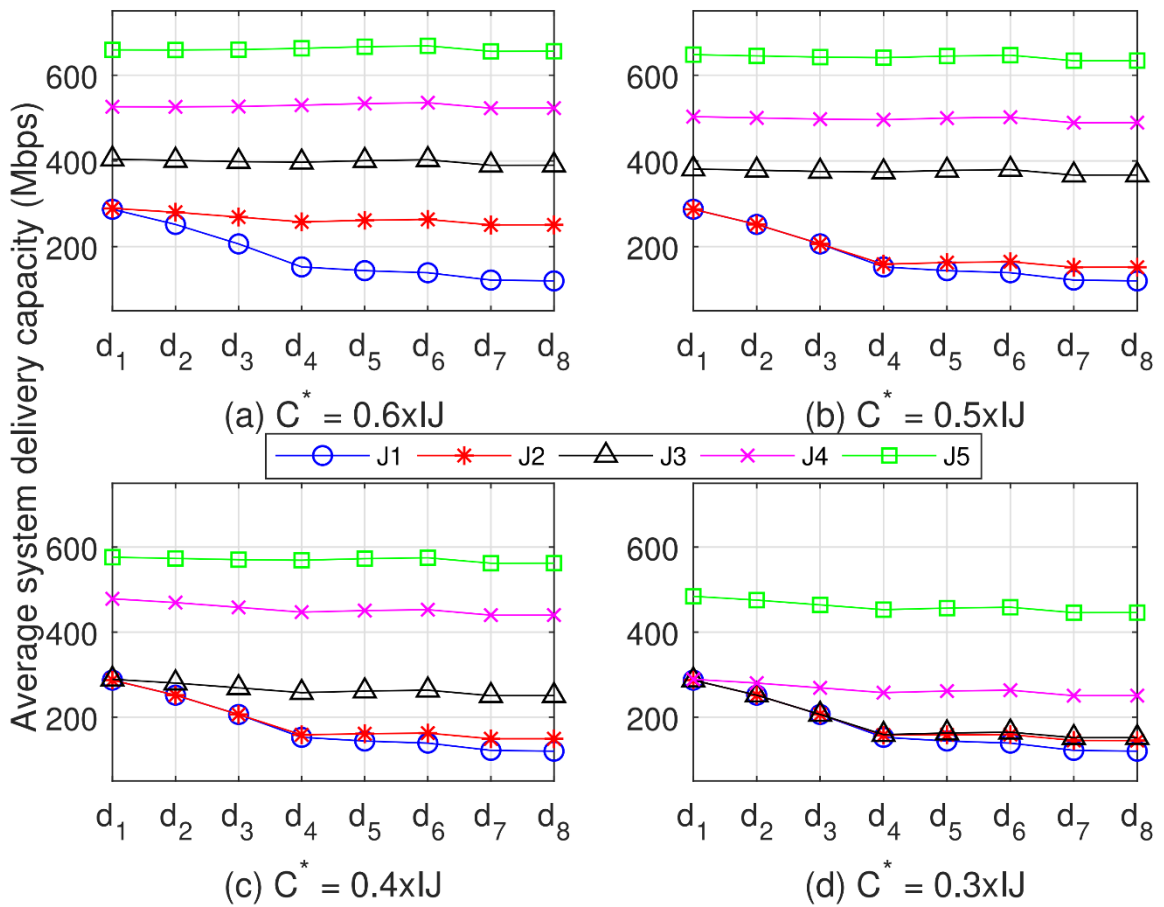 Average system delivery capacity (Mbps)
600
400
200
d1 d2 d3 d4 d5 d6 d7 d8
(a) C* = 0.6xIJ
600
400
200
d1 d2 d3 d4 d5 d6 d7 d8
(b) C* = 0.5xIJ
J1 J2 J3 J4 J5
600
400
200
d1 d2 d3 d4 d5 d6 d7 d8
(c) C* = 0.4xIJ
600
400
200
d1 d2 d3 d4 d5 d6 d7 d8
(d) C* = 0.3xIJ